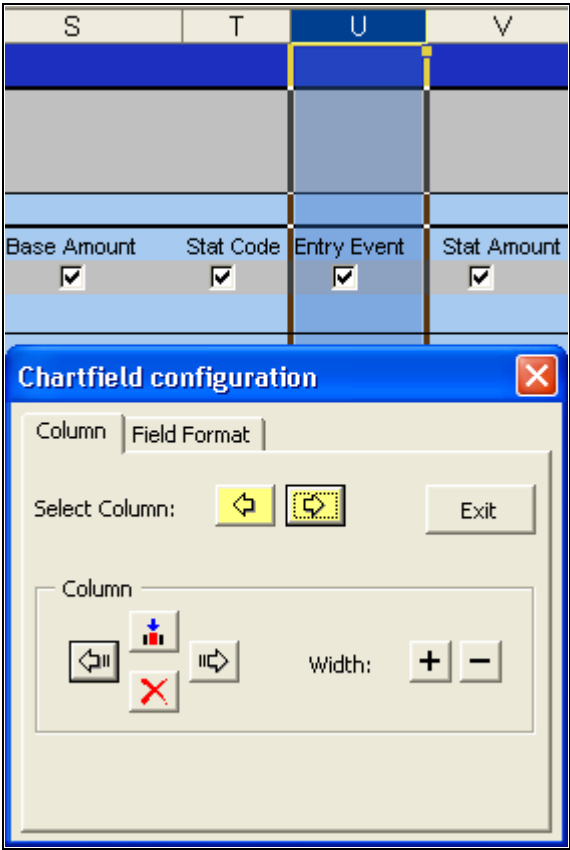 S T U V
Base Amount Stat Code Entry Event Stat Amount
Chartfield configuration
Column Field Format
Select Column: Exit
Column
Width: + −